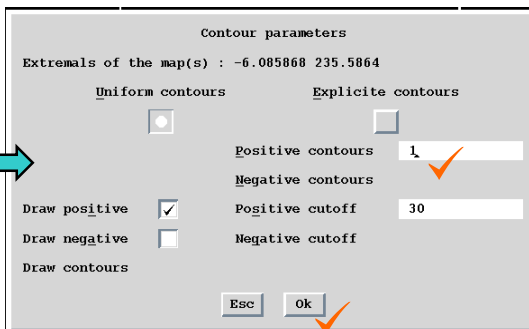 Contour parameters
Extremals of the map(s) : -6.085868 235.5864
Uniform contours Explicite contours
Positive contours 1
Negative contours
Draw positive Positive cutoff 30
Draw negative Negative cutoff
Draw contours
Esc Ok